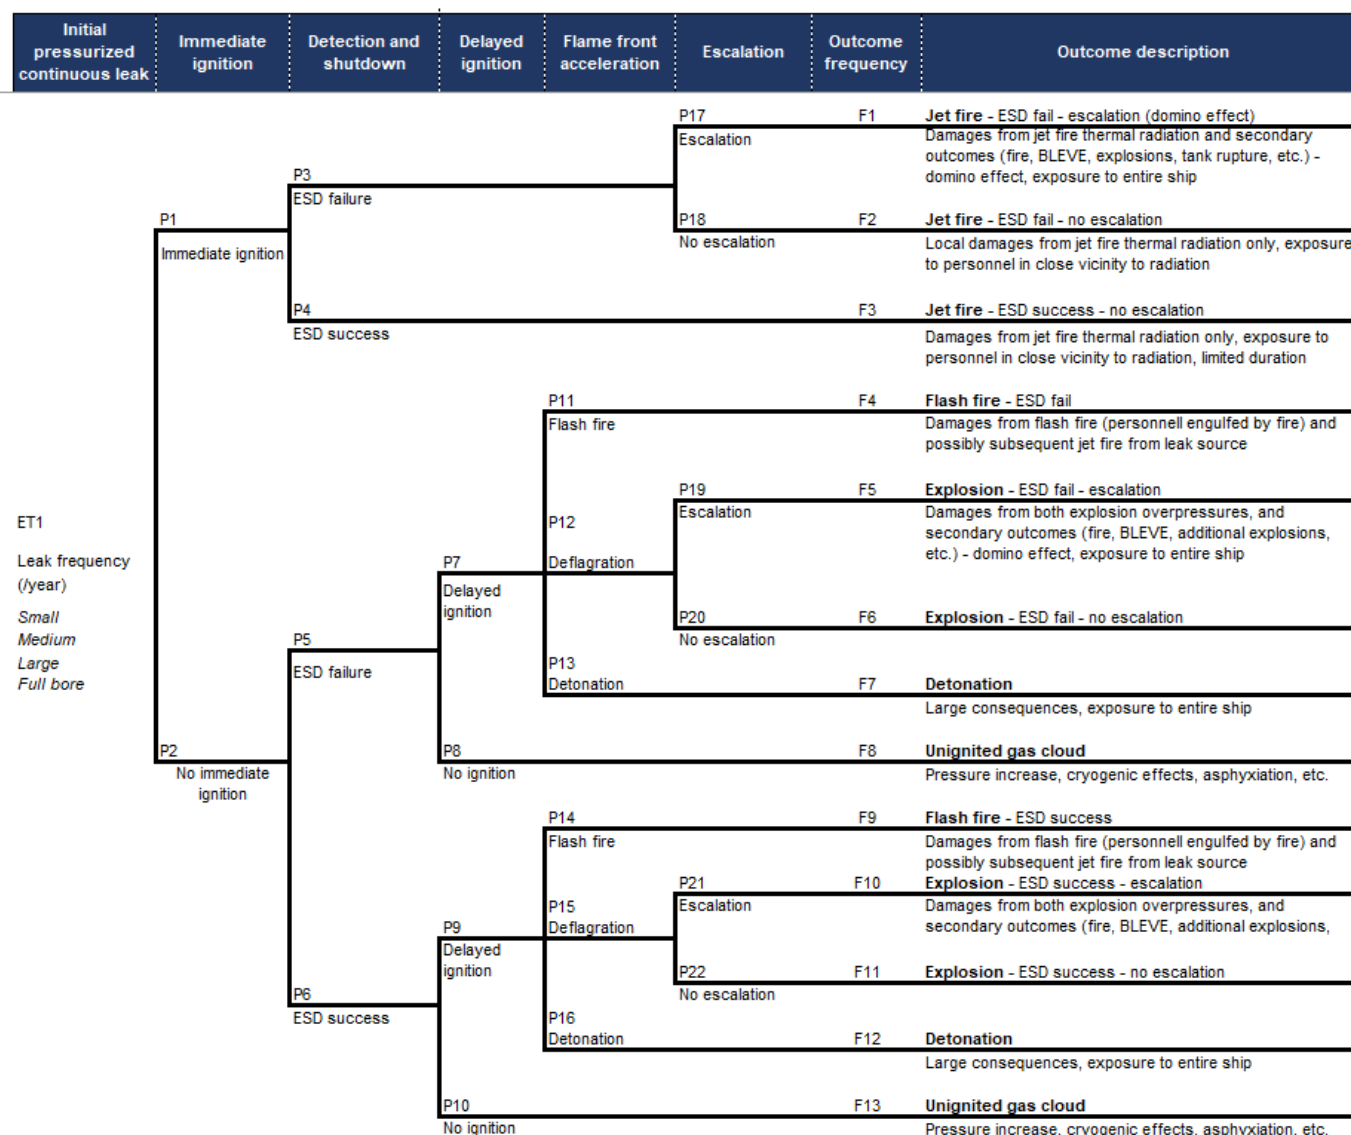 Initial pressurized continuous leak
Immediate ignition
Detection and shutdown
Delayed ignition
Flame front acceleration
Escalation
Outcome frequency
Outcome description
P17 F1 Jet fire - ESD fail - escalation (domino effect)
Escalation
Damages from jet fire thermal radiation and secondary
outcomes (fire, BLEVE, explosions, tank rupture, etc.) -
domino effect, exposure to entire ship
P3
ESD failure
P1
Immediate ignition
P18 F2 Jet fire - ESD fail - no escalation
No escalation
Local damages from jet fire thermal radiation only, exposure
to personnel in close vicinity to radiation
P4 F3 Jet fire - ESD success - no escalation
ESD success
Damages from jet fire thermal radiation only, exposure to
personnel in close vicinity to radiation, limited duration
P11 F4 Flash fire - ESD fail
Flash fire
Damages from flash fire (personnell engulfed by fire) and
possibly subsequent jet fire from leak source
P19 F5 Explosion - ESD fail - escalation
Escalation
Damages from both explosion overpressures, and
secondary outcomes (fire, BLEVE, additional explosions,
etc.) - domino effect, exposure to entire ship
ET1
Leak frequency
(/year)
Small
Medium
Large
Full bore
P12
Deflagration
P7
Delayed
ignition
P20 F6 Explosion - ESD fail - no escalation
No escalation
P5
ESD failure
P13
Detonation F7 Detonation
Large consequences, exposure to entire ship
P2
No immediate
ignition
P8 F8 Unignited gas cloud
No ignition
Pressure increase, cryogenic effects, asphyxiation, etc.
P14 F9 Flash fire - ESD success
Flash fire
Damages from flash fire (personnell engulfed by fire) and
possibly subsequent jet fire from leak source
P21 F10 Explosion - ESD success - escalation
Escalation
Damages from both explosion overpressures, and
secondary outcomes (fire, BLEVE, additional explosions,
P15
Deflagration
P9
Delayed
ignition
P22 F11 Explosion - ESD success - no escalation
No escalation
P6
ESD success
P16
Detonation F12 Detonation
Large consequences, exposure to entire ship
P10 F13 Unignited gas cloud
No ignition
Pressure increase, cryogenic effects, asphyxiation, etc.